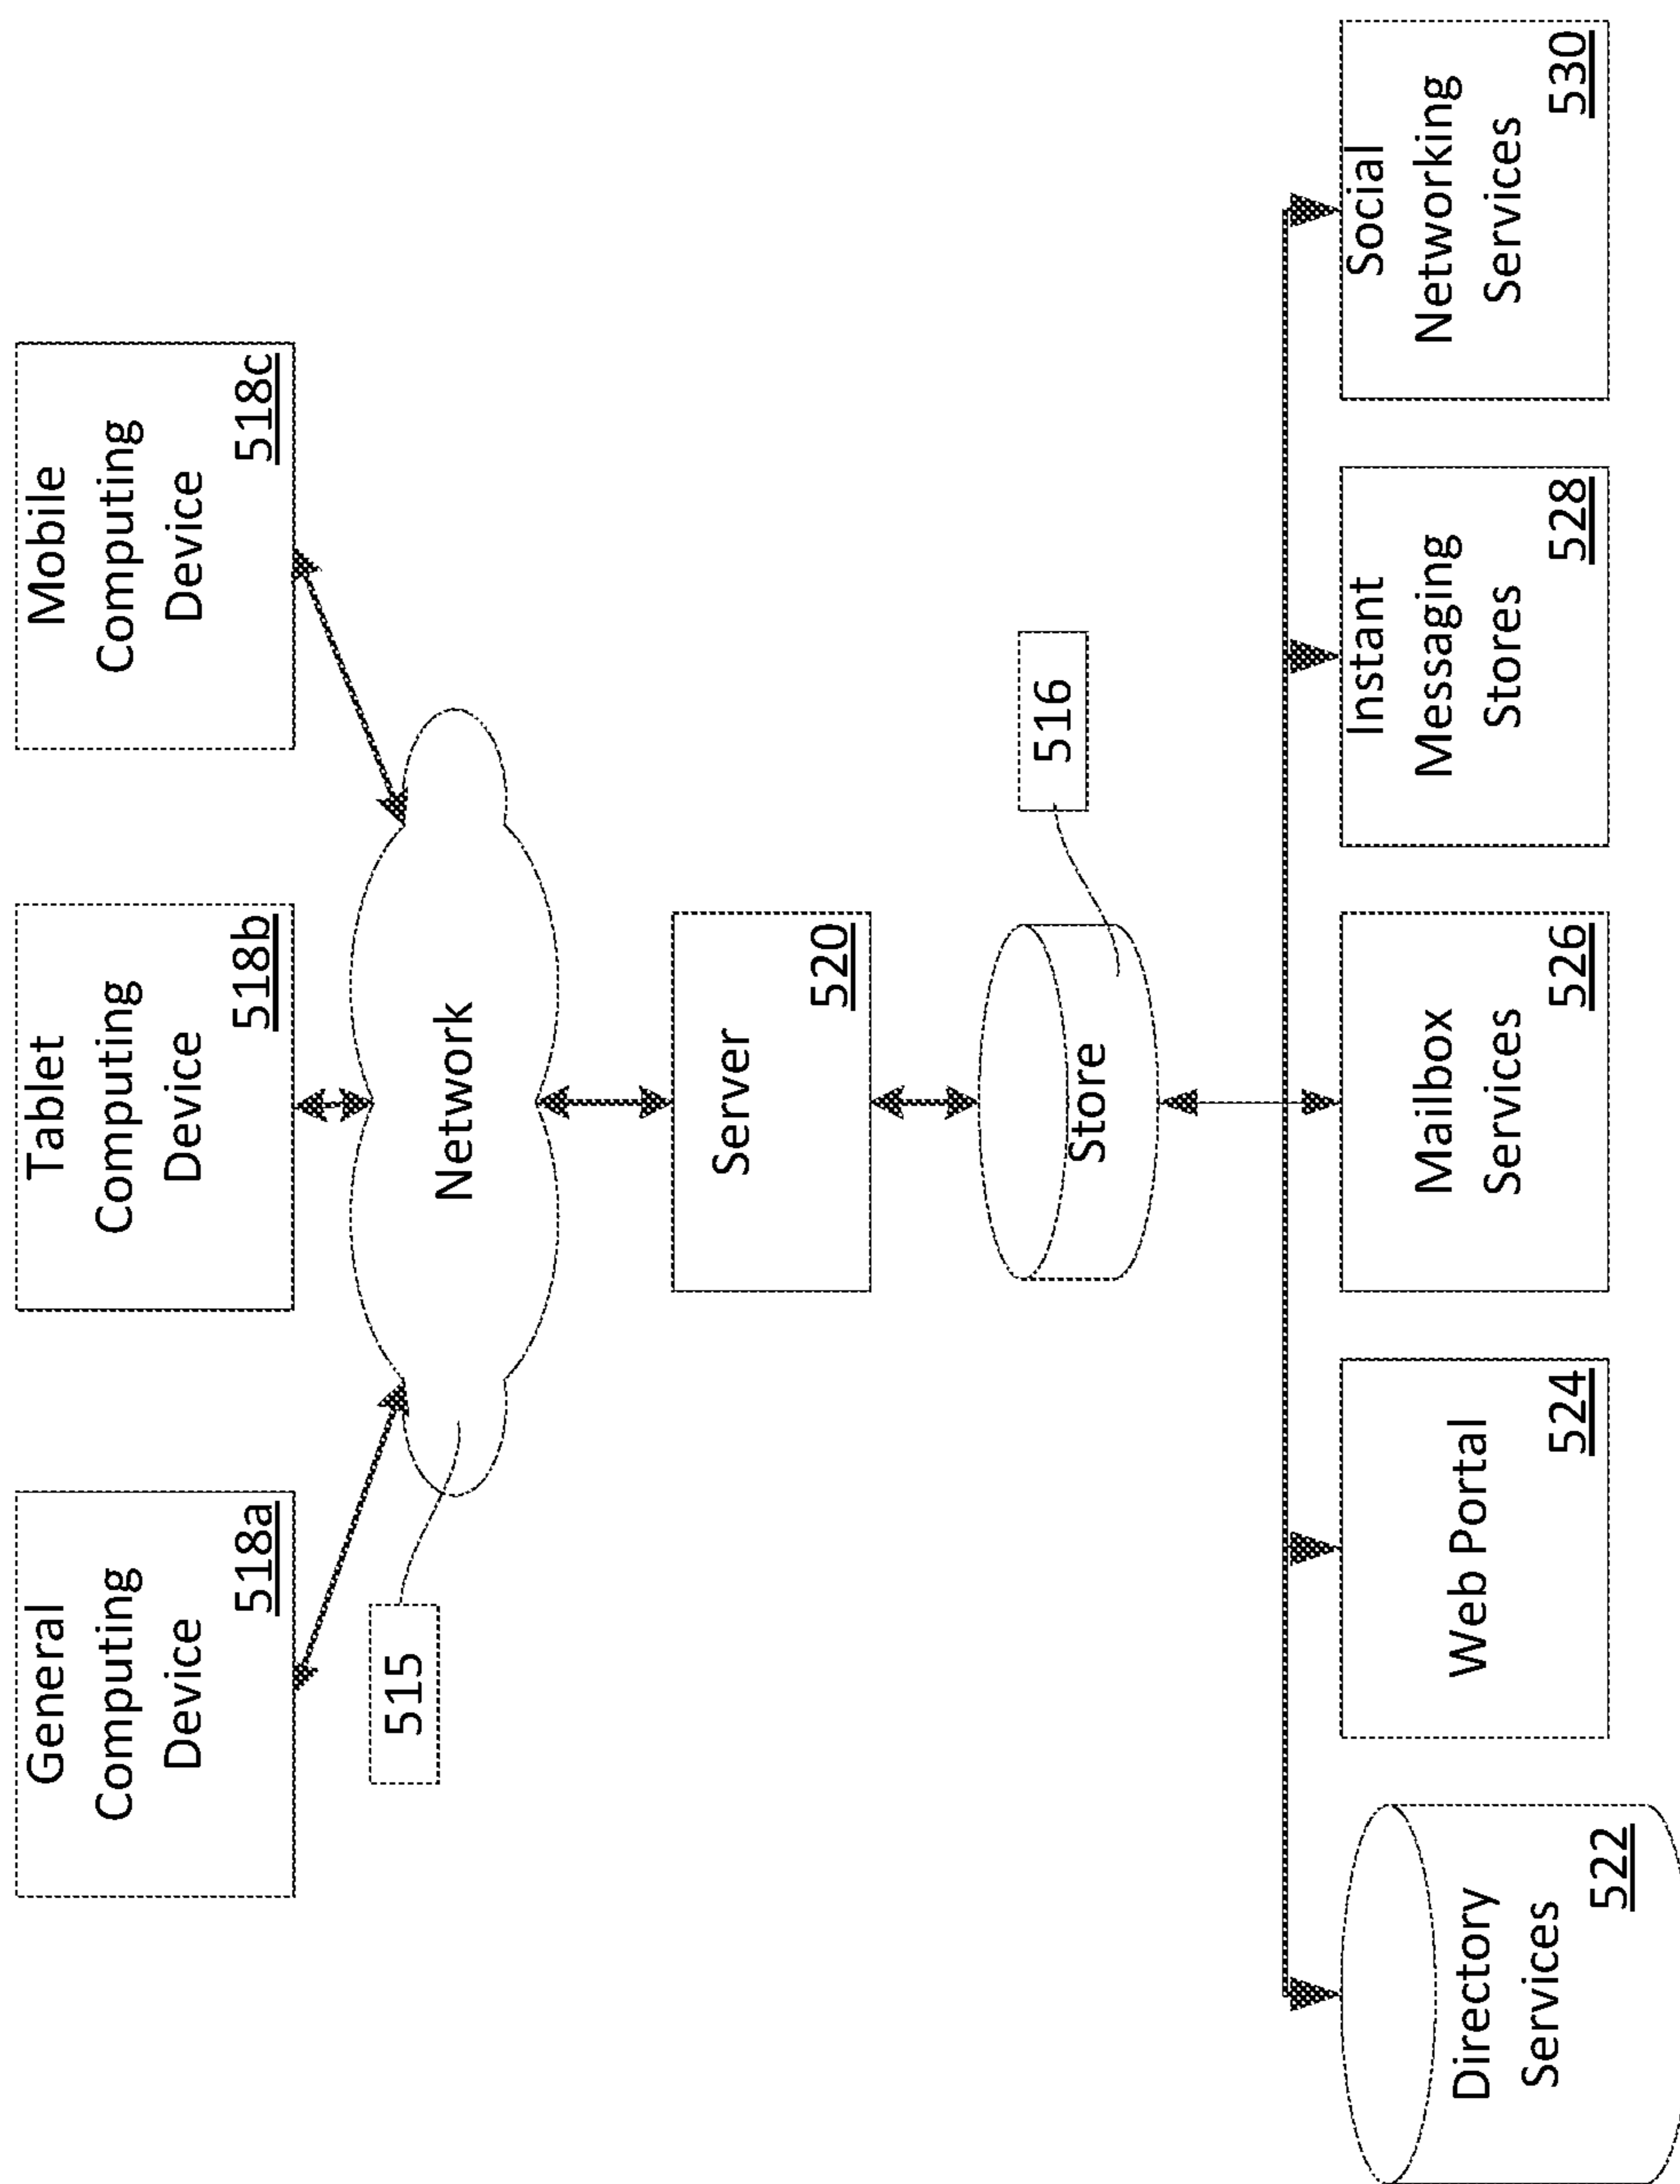 General
Computing
Device
518a
Tablet
Computing
Device
518b
Mobile
Computing
Device
518c
515
Network
Server
520
Store
516
Directory
Services
522
Web Portal
524
Mailbox
Services
526
Instant
Messaging
Stores
528
Social
Networking
Services
530